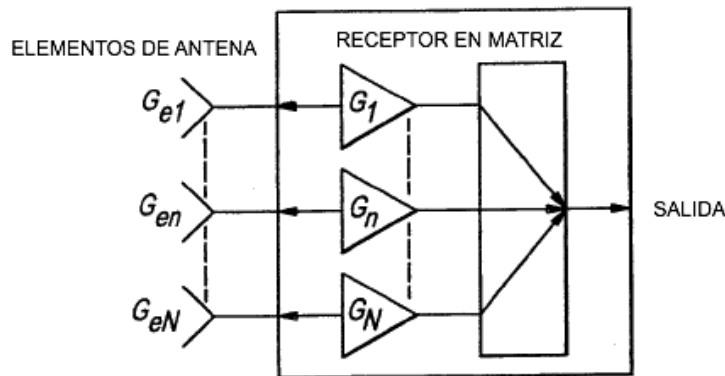 ELEMENTOS DE ANTENA
RECEPTOR EN MATRIZ
Ge1
G1
Gen
Gn
SALIDA
GeN
GN